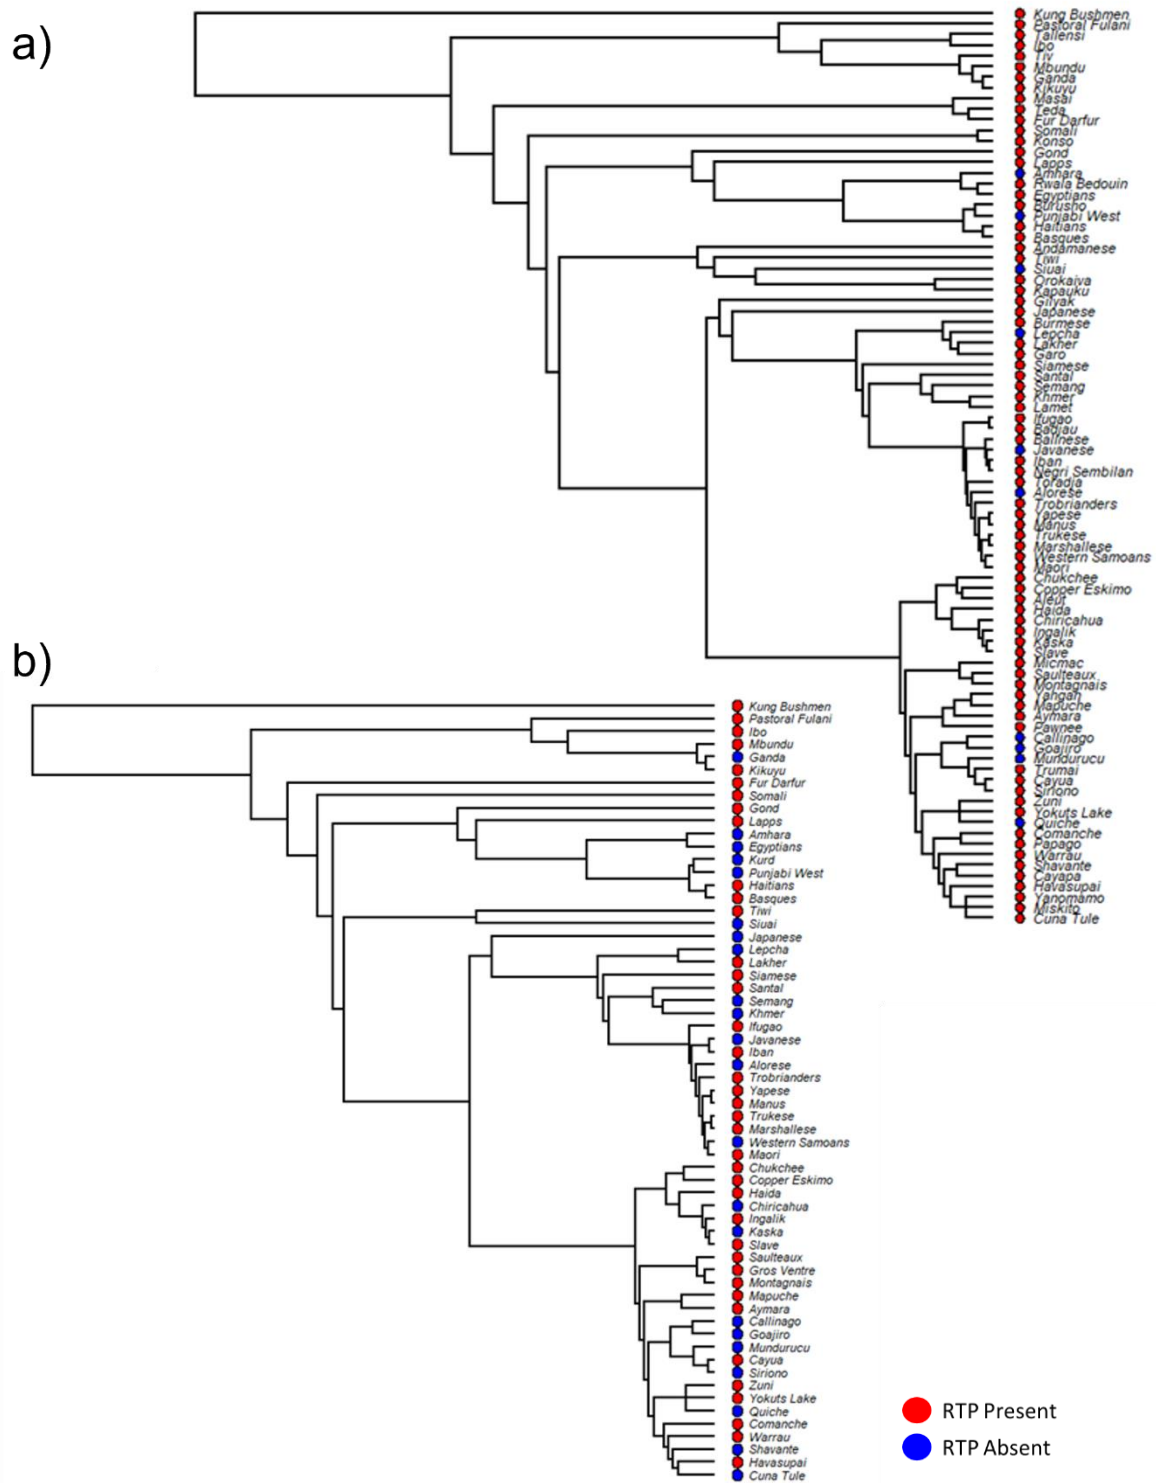 a)
Kung Bushmen
Pastoral Fulani
Tallensi
Ibo
Tiv
Mbundu
Ganda
Kikuyu
Masai
Teda
Fur Darfur
Somali
Konso
Gond
Lapps
Amhara
Rwala Bedouin
Egyptians
Burusho
Punjabi West
Haitians
Basques
Andamanese
Tiwi
Siuai
Orokaiva
Kapauku
Gilyak
Japanese
Burmese
Lepcha
Lakher
Garo
Siamese
Santal
Semang
Khmer
Lamet
Ifugao
Badjau
Balinese
Javanese
Iban
Negri Sembilan
Toradja
Alorese
Trobrianders
Yapese
Manus
Trukese
Marshallese
Western Samoans
Maori
Chukchee
Copper Eskimo
Aleut
Haida
Chiricahua
Ingalik
Kaska
Slave
Micmac
Saulteaux
Montagnais
Yahgan
Mapuche
Aymara
Pawnee
Callinago
Goajiro
Mundurucu
Trumai
Cayua
Siriono
Zuni
Yokuts Lake
Quiche
Comanche
Papago
Warrau
Shavante
Cayapa
Havasupai
Yanomamo
Miskito
Cuna Tule
b)
Kung Bushmen
Pastoral Fulani
Ibo
Mbundu
Ganda
Kikuyu
Fur Darfur
Somali
Gond
Lapps
Amhara
Egyptians
Kurd
Punjabi West
Haitians
Basques
Tiwi
Siuai
Japanese
Lepcha
Lakher
Siamese
Santal
Semang
Khmer
Ifugao
Javanese
Iban
Alorese
Trobrianders
Yapese
Manus
Trukese
Marshallese
Western Samoans
Maori
Chukchee
Copper Eskimo
Haida
Chiricahua
Ingalik
Kaska
Slave
Saulteaux
Gros Ventre
Montagnais
Mapuche
Aymara
Callinago
Goajiro
Mundurucu
Cayua
Siriono
Zuni
Yokuts Lake
Quiche
Comanche
Warrau
Shavante
Havasupai
Cuna Tule
RTP Present
RTP Absent